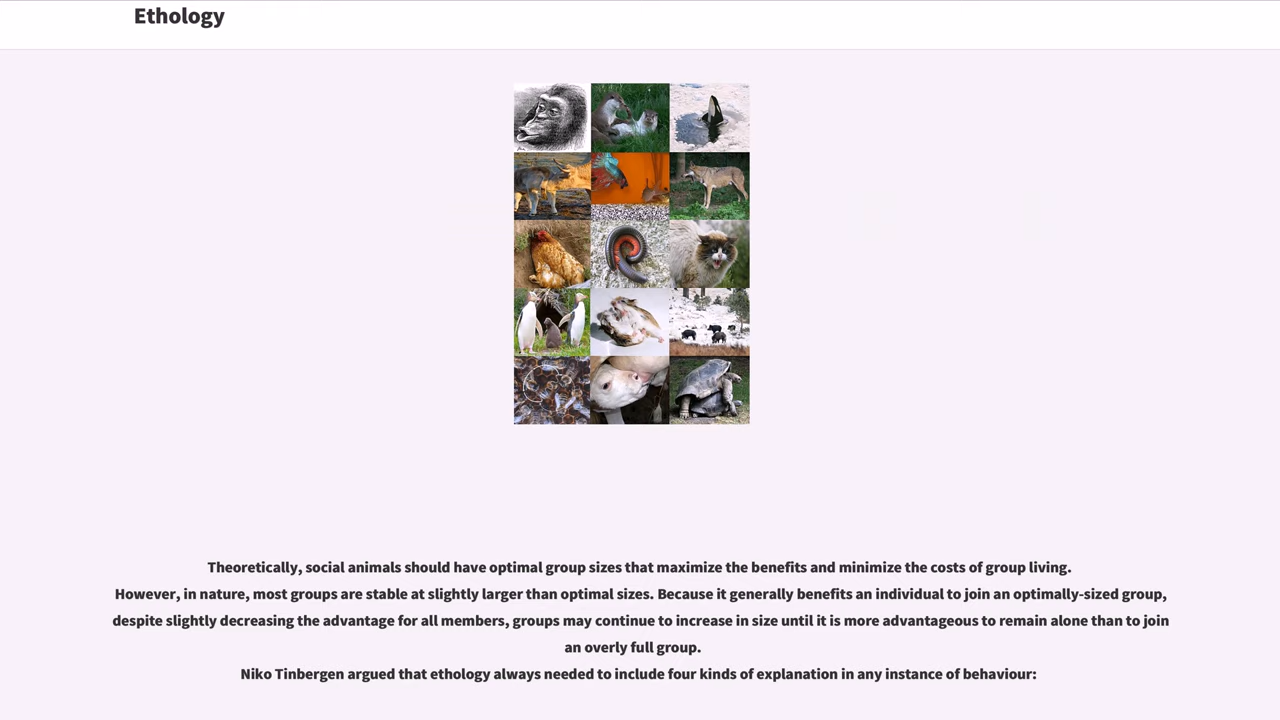 Ethology
Theoretically, social animals should have optimal group sizes that maximize the benefits and minimize the costs of group living.
However, in nature, most groups are stable at slightly larger than optimal sizes. Because it generally benefits an individual to join an optimally-sized group,
despite slightly decreasing the advantage for all members, groups may continue to increase in size until it is more advantageous to remain alone than to join
an overly full group.
Niko Tinbergen argued that ethology always needed to include four kinds of explanation in any instance of behaviour: